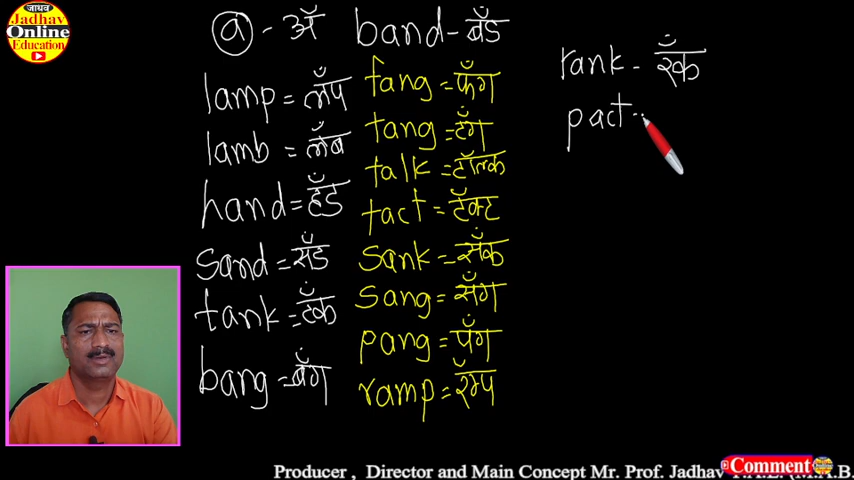 जाधव
Jadhav
Online
Education
a - ॲ
band - बँड
lamp = लँप
lamb = लँब
hand = हँड
sand = सँड
tank = टँक
bang = बँग
fang = फँग
tang = टँग
talk = टॉल्क
tact = टॅक्ट
sank = सँक
sang = सँग
pang = पँग
ramp = रॅम्प
rank - रँक
pact -
Comment
Producer , Director and Main Concept Mr. Prof. Jadhav